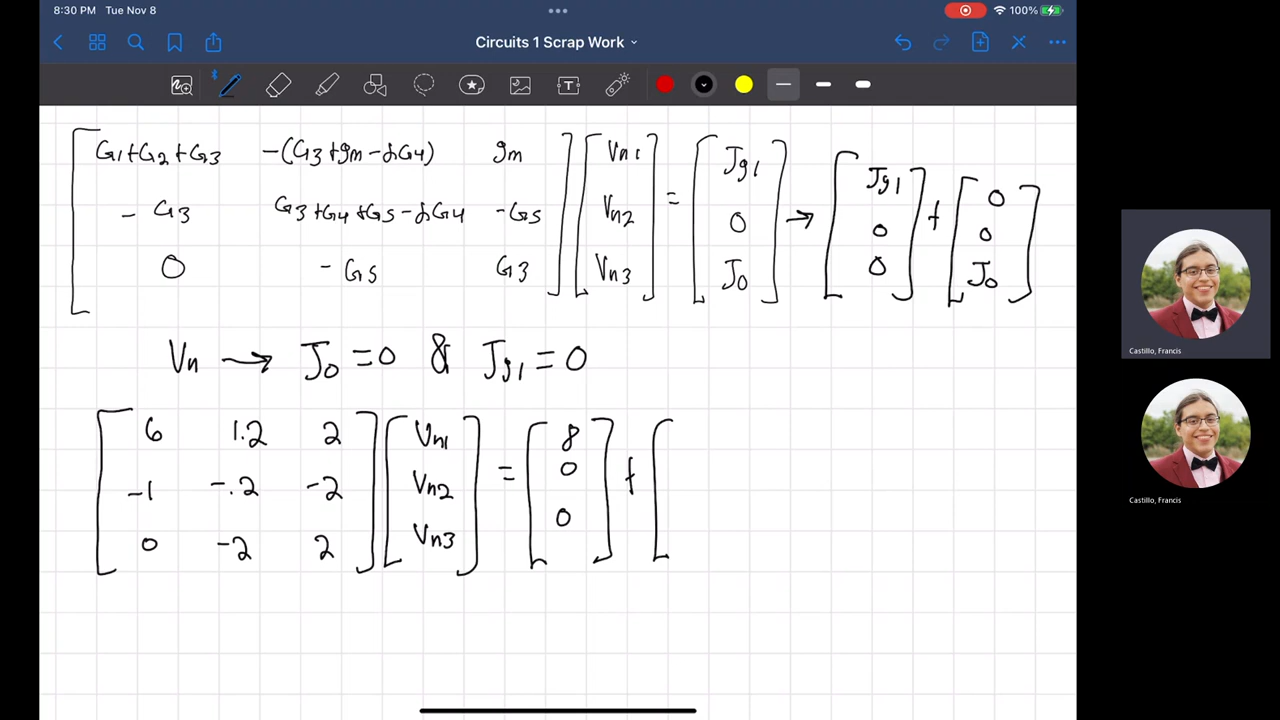 8:30 PM Tue Nov 8
100%
Circuits 1 Scrap Work
G1+G2+G3 -(G3+gm-αG4) gm Vn1 = Jg1 → Jg1 + 0
-G3 G3+G4+G5-αG4 -G5 Vn2 0 0 0
0 -G5 G3 Vn3 J0 0 J0
Vn → J0 = 0 & Jg1 = 0
6 1.2 2 Vn1 = 8 +
-1 -.2 -2 Vn2 0
0 -2 2 Vn3 0
Castillo, Francis
Castillo, Francis